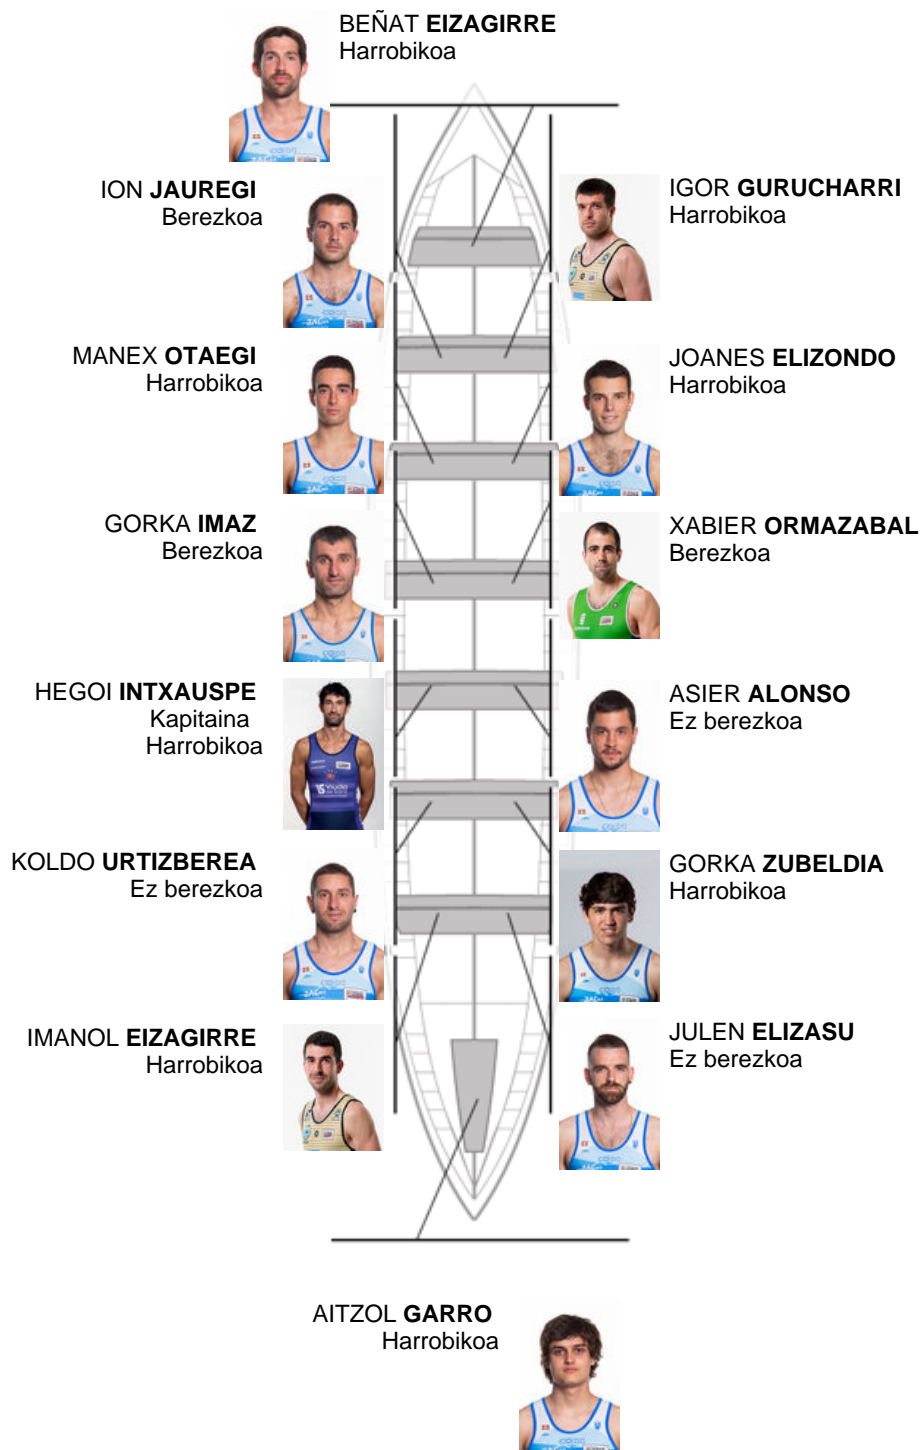 BEÑAT EIZAGIRRE
Harrobikoa
ION JAUREGI
Berezkoa
IGOR GURUCHARRI
Harrobikoa
MANEX OTAEGI
Harrobikoa
JOANES ELIZONDO
Harrobikoa
GORKA IMAZ
Berezkoa
XABIER ORMAZABAL
Berezkoa
HEGOI INTXAUSPE
Kapitaina
Harrobikoa
ASIER ALONSO
Ez berezkoa
KOLDO URTIZBEREA
Ez berezkoa
GORKA ZUBELDIA
Harrobikoa
IMANOL EIZAGIRRE
Harrobikoa
JULEN ELIZASU
Ez berezkoa
AITZOL GARRO
Harrobikoa